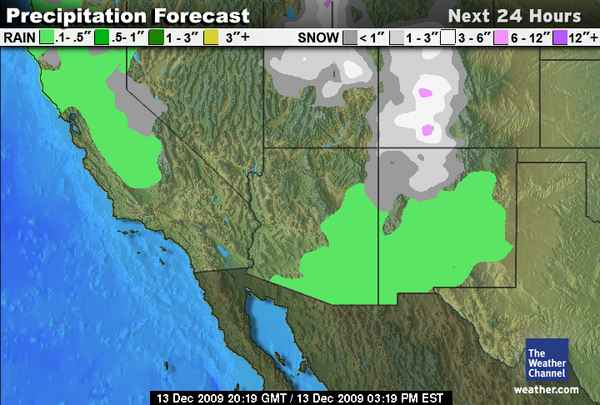 Precipitation Forecast Next 24 Hours
RAIN .1-.5" .5- 1" 1 - 3" 3"+ SNOW < 1" 1 - 3" 3 - 6" 6 - 12" 12"+
The
Weather
Channel
weather.com
13 Dec 2009 20:19 GMT / 13 Dec 2009 03:19 PM EST